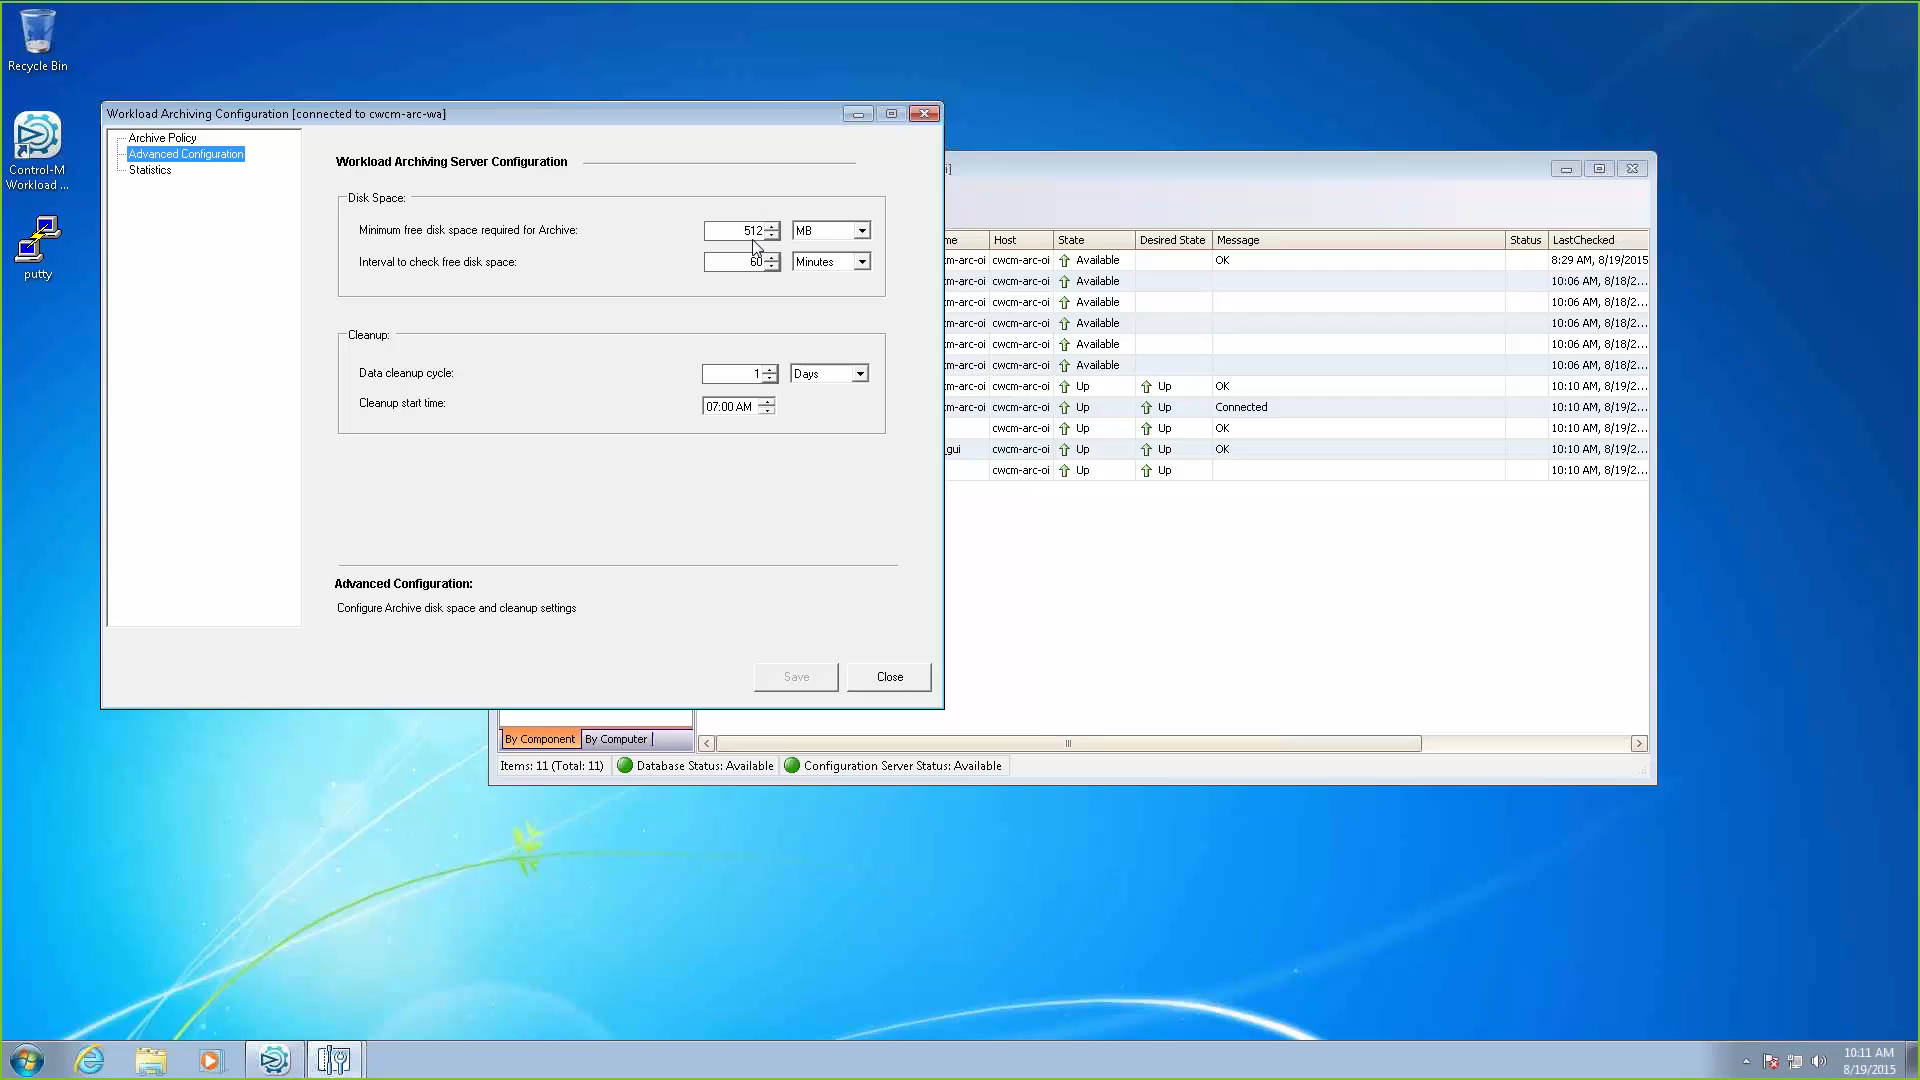 Recycle Bin
Control-M
Workload ...
putty
Workload Archiving Configuration [connected to cwcm-arc-wa]
Archive Policy
Advanced Configuration
Statistics
Workload Archiving Server Configuration
Disk Space:
Minimum free disk space required for Archive: 512 MB
Interval to check free disk space: 60 Minutes
Cleanup:
Data cleanup cycle: 1 Days
Cleanup start time: 07:00 AM
Advanced Configuration:
Configure Archive disk space and cleanup settings
Save Close
i]
me Host State Desired State Message Status LastChecked
m-arc-oi cwcm-arc-oi Available OK 8:29 AM, 8/19/2015
m-arc-oi cwcm-arc-oi Available 10:06 AM, 8/18/2...
m-arc-oi cwcm-arc-oi Available 10:06 AM, 8/18/2...
m-arc-oi cwcm-arc-oi Available 10:06 AM, 8/18/2...
m-arc-oi cwcm-arc-oi Available 10:06 AM, 8/18/2...
m-arc-oi cwcm-arc-oi Available 10:06 AM, 8/18/2...
m-arc-oi cwcm-arc-oi Up Up OK 10:10 AM, 8/19/2...
m-arc-oi cwcm-arc-oi Up Up Connected 10:10 AM, 8/19/2...
cwcm-arc-oi Up Up OK 10:10 AM, 8/19/2...
_gui cwcm-arc-oi Up Up OK 10:10 AM, 8/19/2...
cwcm-arc-oi Up Up 10:10 AM, 8/19/2...
By Component By Computer
Items: 11 (Total: 11) Database Status: Available Configuration Server Status: Available
10:11 AM
8/19/2015